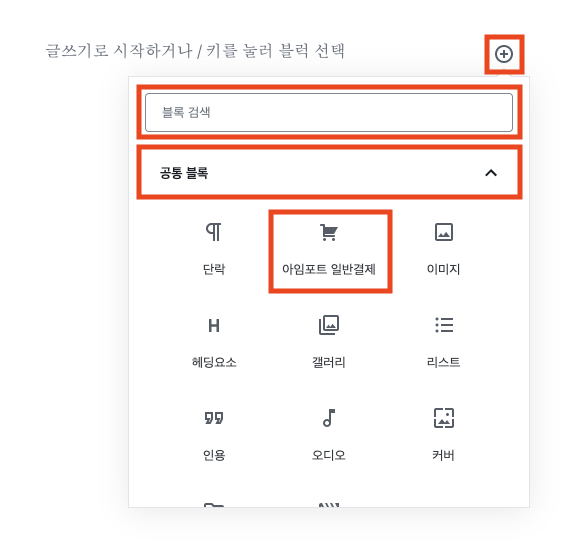 글쓰기로 시작하거나 / 키를 눌러 블럭 선택
블록 검색
공통 블록
단락 아임포트 일반결제 이미지
헤딩요소 갤러리 리스트
인용 오디오 커버